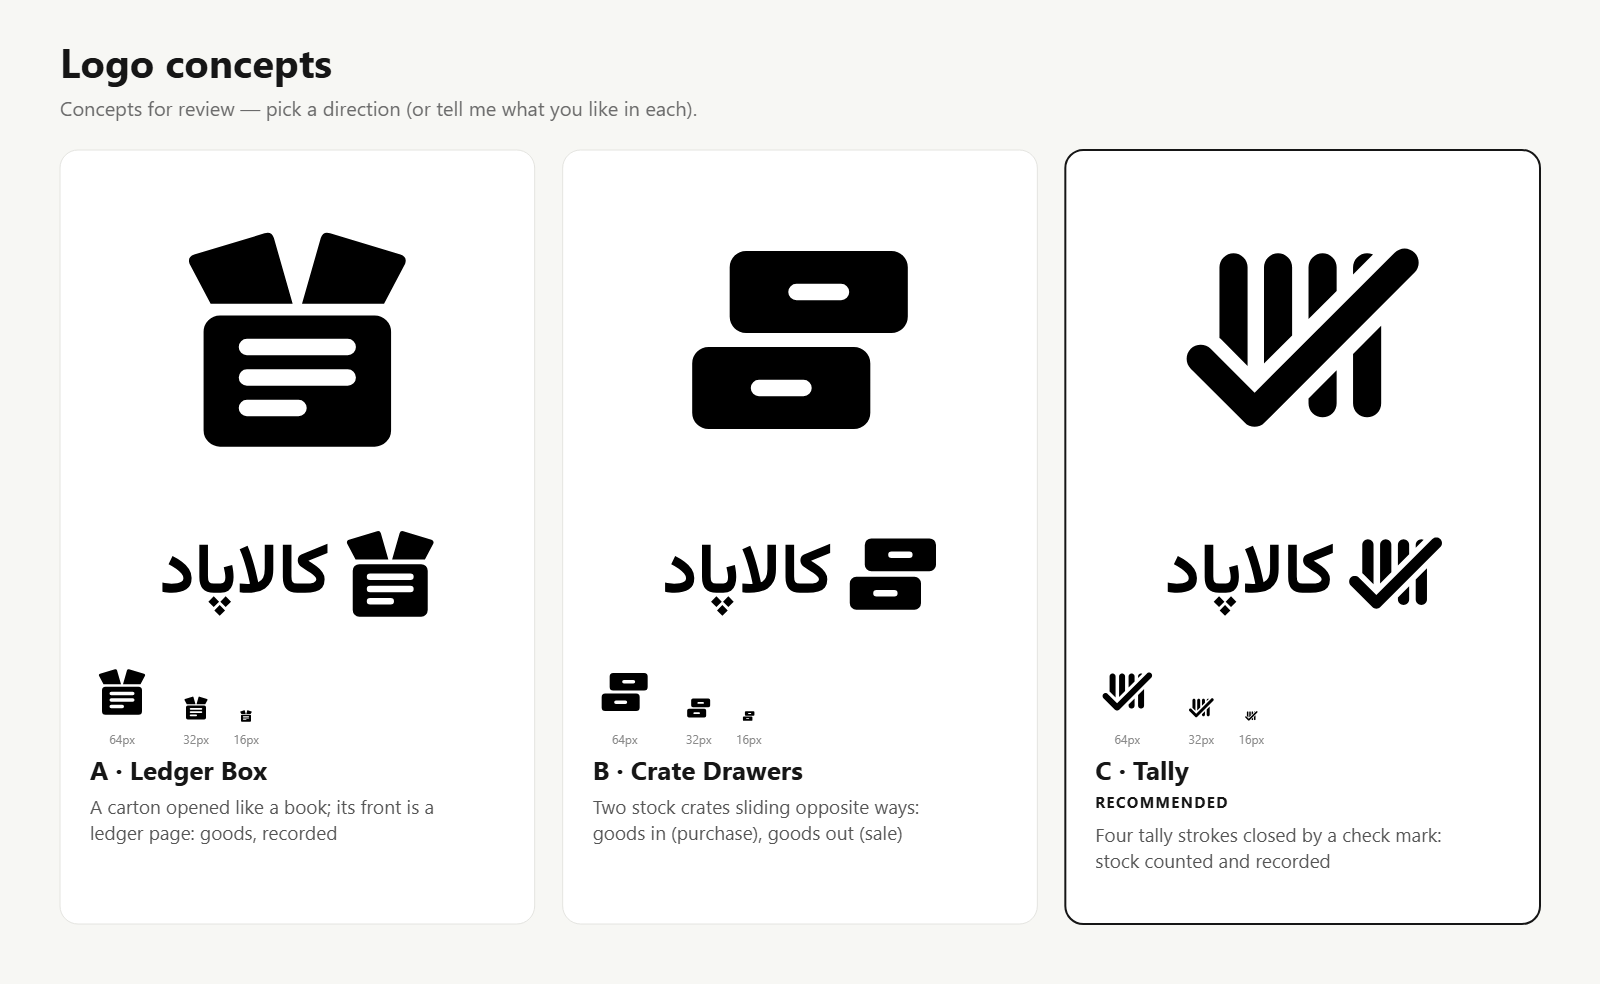 Logo concepts
Concepts for review — pick a direction (or tell me what you like in each).
کالاپاد
64px 32px 16px
A · Ledger Box
A carton opened like a book; its front is a
ledger page: goods, recorded
کالاپاد
64px 32px 16px
B · Crate Drawers
Two stock crates sliding opposite ways:
goods in (purchase), goods out (sale)
کالاپاد
64px 32px 16px
C · Tally
RECOMMENDED
Four tally strokes closed by a check mark:
stock counted and recorded